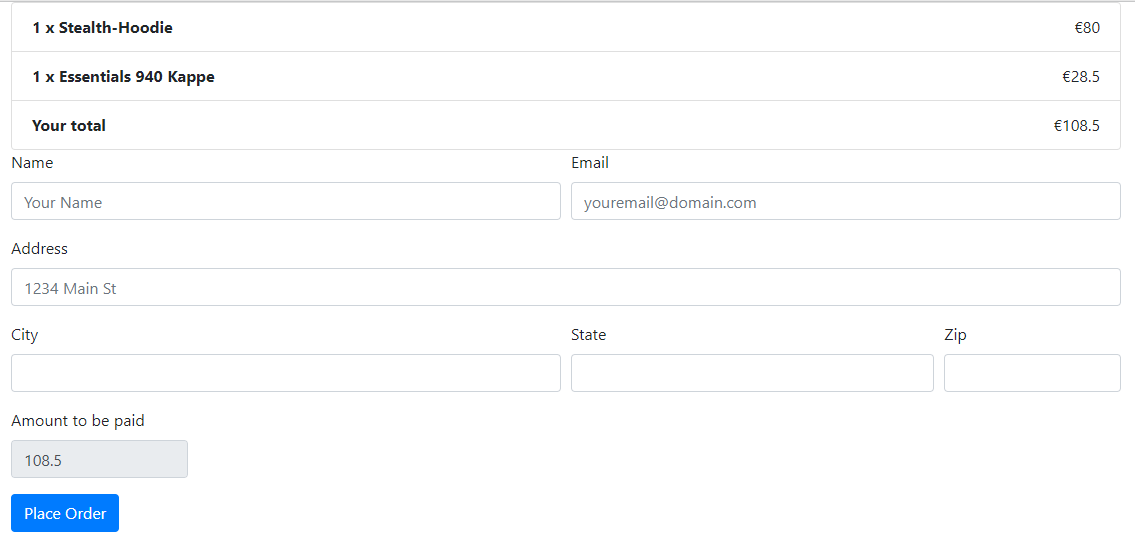 1 x Stealth-Hoodie €80
1 x Essentials 940 Kappe €28.5
Your total €108.5
Name Email
Your Name youremail@domain.com
Address
1234 Main St
City State Zip
Amount to be paid
108.5
Place Order